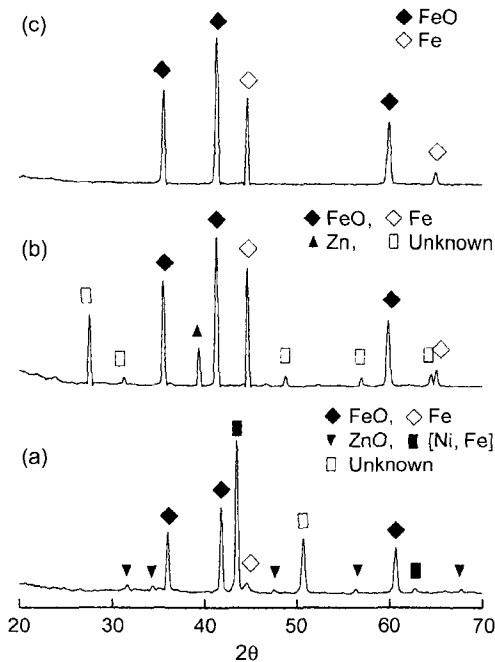 (c)
FeO
Fe
(b)
FeO, Fe
Zn, Unknown
(a)
FeO, Fe
ZnO, [Ni, Fe]
Unknown
20 30 40 50 60 70
2θ